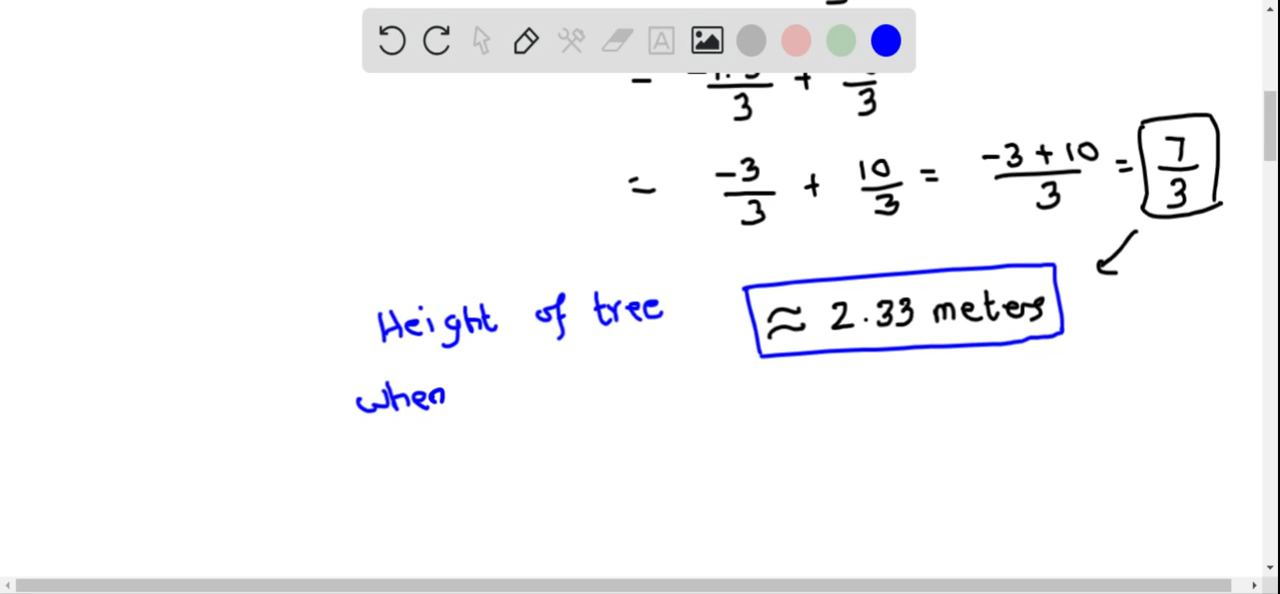 = -3/3 + 10/3 = (-3+10)/3 = 7/3
Height of tree ≈ 2.33 meters
when